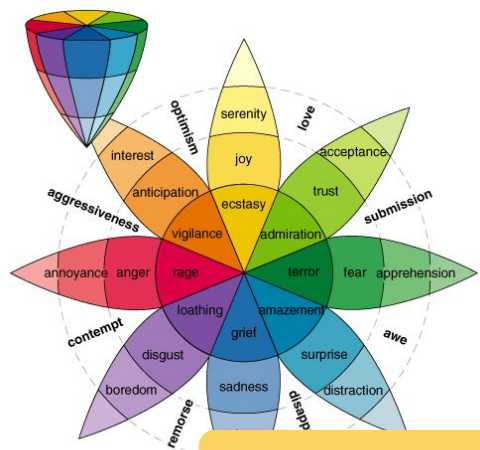 serenity
optimism
love
interest
joy
acceptance
anticipation
trust
aggressiveness
ecstasy
submission
vigilance
admiration
annoyance
anger
rage
terror
fear
apprehension
loathing
amazement
contempt
grief
awe
disgust
surprise
boredom
sadness
distraction
remorse
disapp